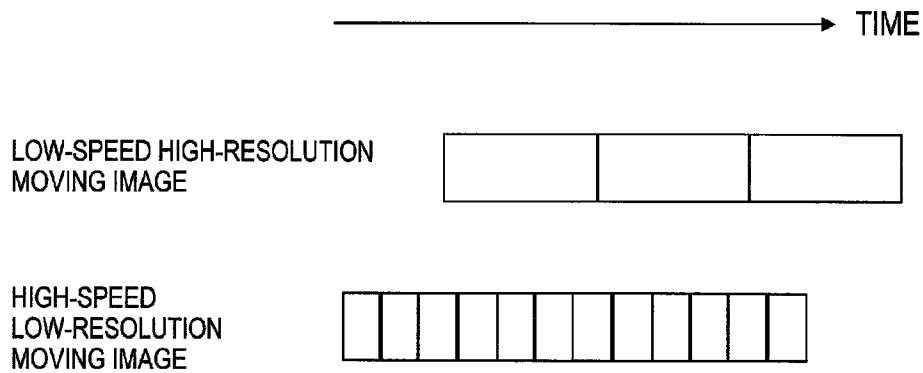 TIME
LOW-SPEED HIGH-RESOLUTION
MOVING IMAGE
HIGH-SPEED
LOW-RESOLUTION
MOVING IMAGE